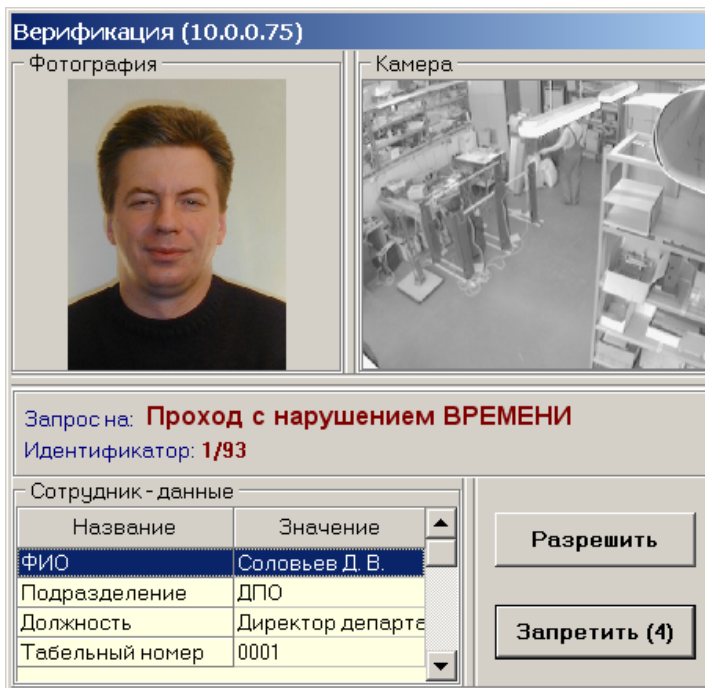 Верификация (10.0.0.75)
Фотография
Камера
Запрос на: Проход с нарушением ВРЕМЕНИ
Идентификатор: 1/93
Сотрудник - данные
Название Значение
ФИО Соловьев Д. В.
Подразделение ДПО
Должность Директор департа
Табельный номер 0001
Разрешить
Запретить (4)